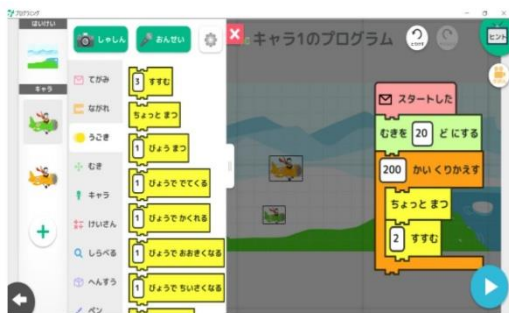 プログラミング
はいけい
キャラ
しゃしん
おんせい
てがみ
ながれ
うごき
むき
キャラ
けいさん
しらべる
へんすう
ペン
3 すすむ
ちょっと まつ
1 びょう まつ
1 びょうで でてくる
1 びょうで かくれる
1 びょうで おおきくなる
1 びょうで ちいさくなる
キャラ1のプログラム
ヒント
スタートした
むきを 20 ど にする
200 かい くりかえす
ちょっと まつ
2 すすむ